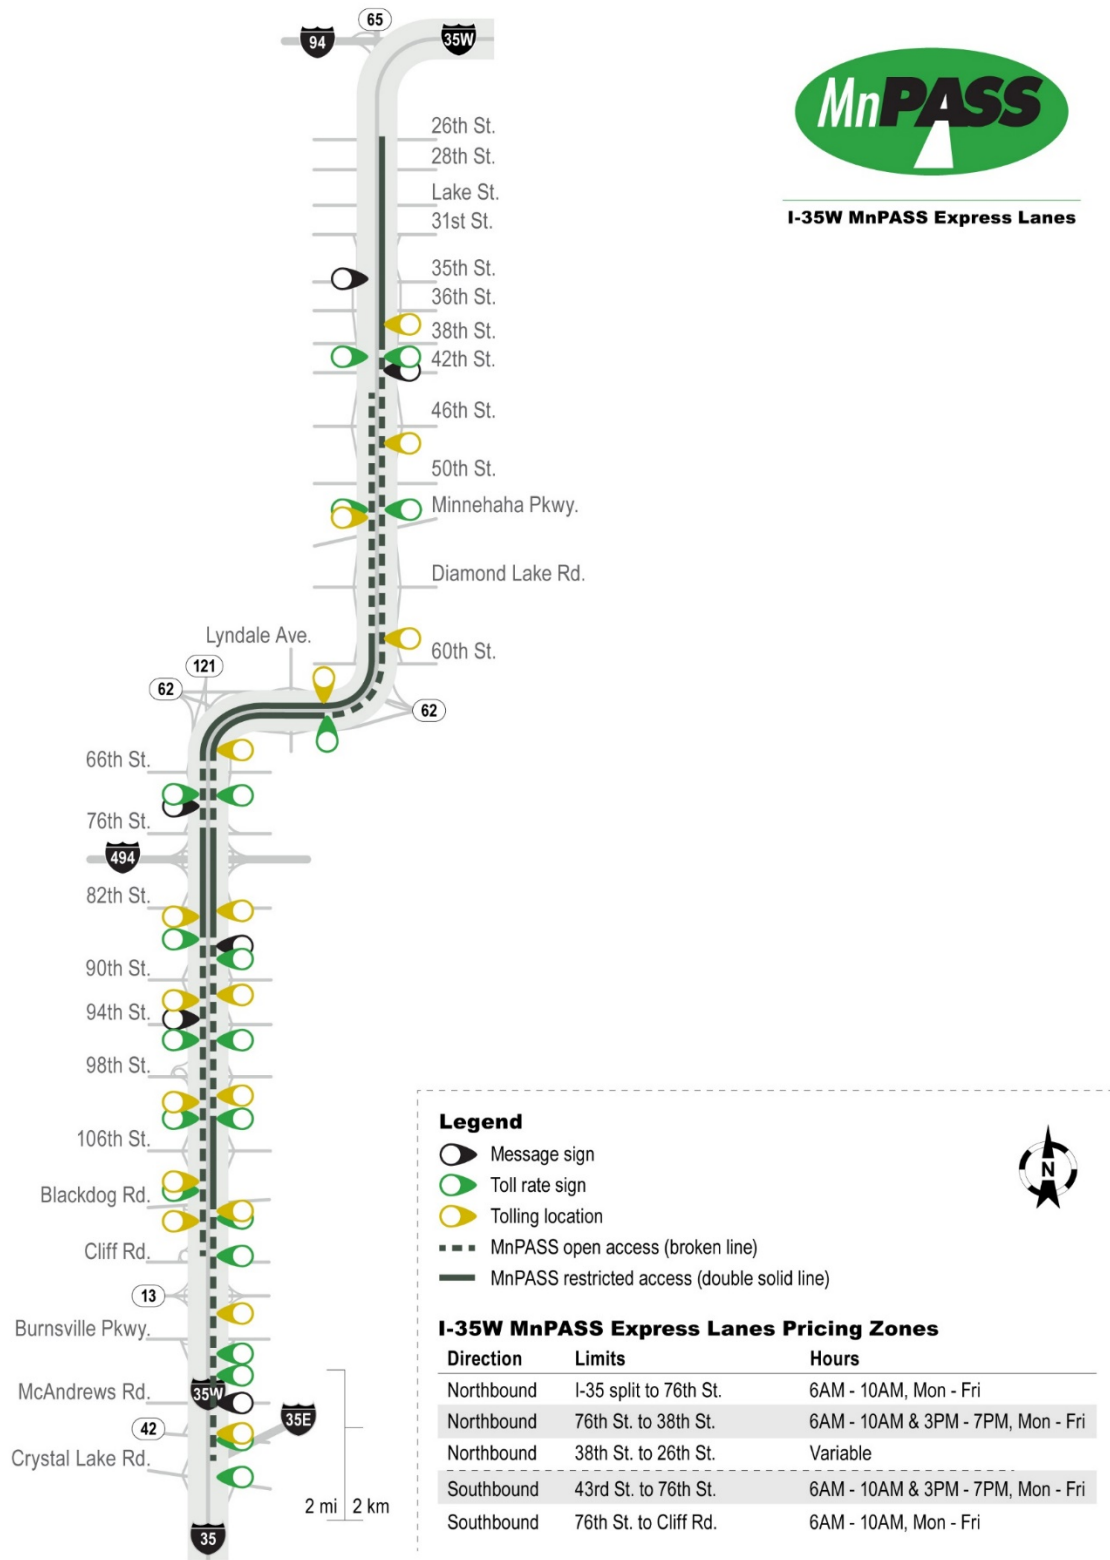 65
94
35W
MnPASS
I-35W MnPASS Express Lanes
26th St.
28th St.
Lake St.
31st St.
35th St.
36th St.
38th St.
42th St.
46th St.
50th St.
Minnehaha Pkwy.
Diamond Lake Rd.
Lyndale Ave.
60th St.
121
62
62
66th St.
76th St.
494
82th St.
90th St.
94th St.
98th St.
106th St.
Blackdog Rd.
Cliff Rd.
13
Burnsville Pkwy.
McAndrews Rd.
35W
35E
42
Crystal Lake Rd.
2 mi 2 km
35
Legend
Message sign
Toll rate sign
Tolling location
MnPASS open access (broken line)
MnPASS restricted access (double solid line)
N
I-35W MnPASS Express Lanes Pricing Zones
Direction Limits Hours
Northbound I-35 split to 76th St. 6AM - 10AM, Mon - Fri
Northbound 76th St. to 38th St. 6AM - 10AM & 3PM - 7PM, Mon - Fri
Northbound 38th St. to 26th St. Variable
Southbound 43rd St. to 76th St. 6AM - 10AM & 3PM - 7PM, Mon - Fri
Southbound 76th St. to Cliff Rd. 6AM - 10AM, Mon - Fri